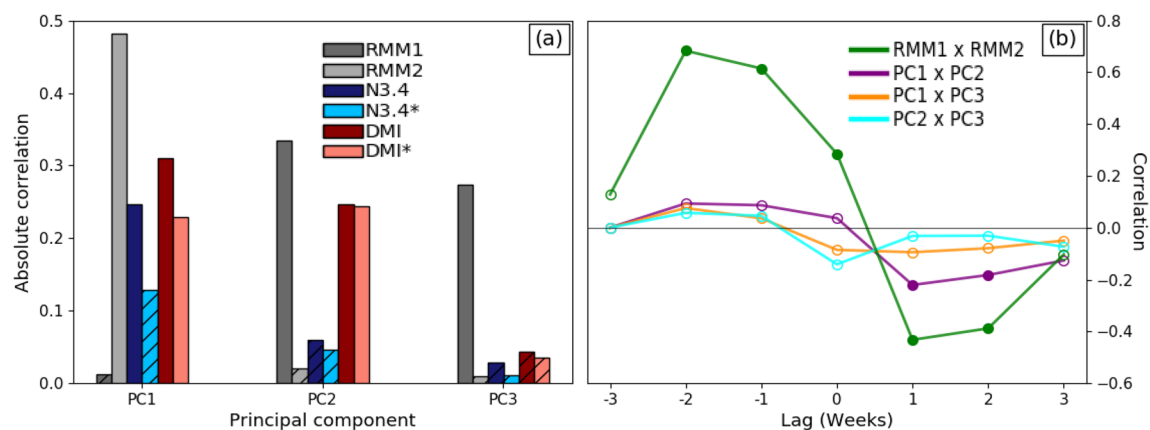 0.5
0.4
0.3
0.2
0.1
0.0
Absolute correlation
(a)
RMM1
RMM2
N3.4
N3.4*
DMI
DMI*
PC1 PC2 PC3
Principal component
(b)
RMM1 x RMM2
PC1 x PC2
PC1 x PC3
PC2 x PC3
0.8
0.6
0.4
0.2
0.0
−0.2
−0.4
−0.6
Correlation
-3 -2 -1 0 1 2 3
Lag (Weeks)